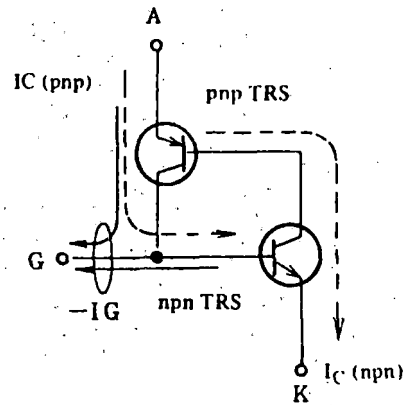 A
IC (pnp)
pnp TRS
G
−IG
npn TRS
IC (npn)
K